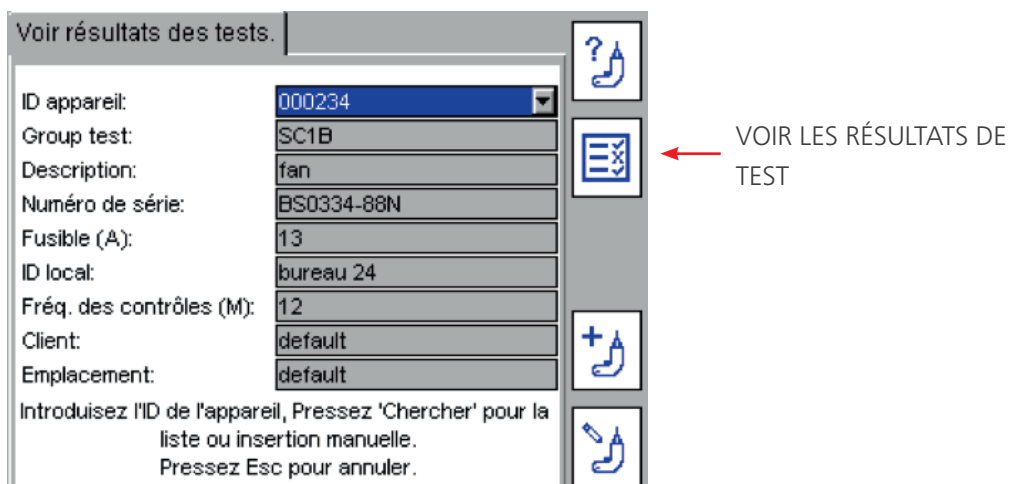 Voir résultats des tests.
ID appareil: 000234
Group test: SC1B
Description: fan
Numéro de série: BS0334-88N
Fusible (A): 13
ID local: bureau 24
Fréq. des contrôles (M): 12
Client: default
Emplacement: default
Introduisez l'ID de l'appareil, Pressez 'Chercher' pour la
liste ou insertion manuelle.
Pressez Esc pour annuler.
VOIR LES RÉSULTATS DE
TEST